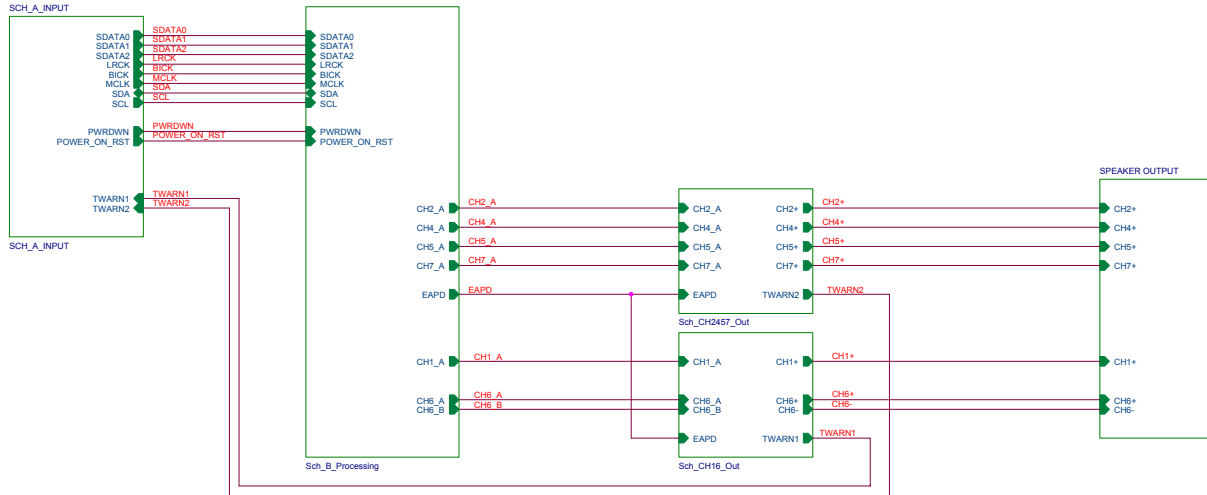 SCH_A_INPUT
SDATA0
SDATA1
SDATA2
LRCK
BICK
MCLK
SDA
SCL
PWRDWN
POWER_ON_RST
TWARN1
TWARN2
SCH_A_INPUT
SDATA0
SDATA1
SDATA2
LRCK
BICK
MCLK
SDA
SCL
PWRDWN
POWER_ON_RST
TWARN1
TWARN2
SDATA0
SDATA1
SDATA2
LRCK
BICK
MCLK
SDA
SCL
PWRDWN
POWER_ON_RST
CH2_A
CH4_A
CH5_A
CH7_A
EAPD
CH1_A
CH6_A
CH6_B
Sch_B_Processing
CH2_A
CH4_A
CH5_A
CH7_A
EAPD
CH1_A
CH6_A
CH6_B
CH2_A
CH4_A
CH5_A
CH7_A
EAPD
CH2+
CH4+
CH5+
CH7+
TWARN2
Sch_CH2457_Out
CH1_A
CH6_A
CH6_B
EAPD
CH1+
CH6+
CH6-
TWARN1
Sch_CH16_Out
CH2+
CH4+
CH5+
CH7+
TWARN2
CH1+
CH6+
CH6-
TWARN1
SPEAKER OUTPUT
CH2+
CH4+
CH5+
CH7+
CH1+
CH6+
CH6-